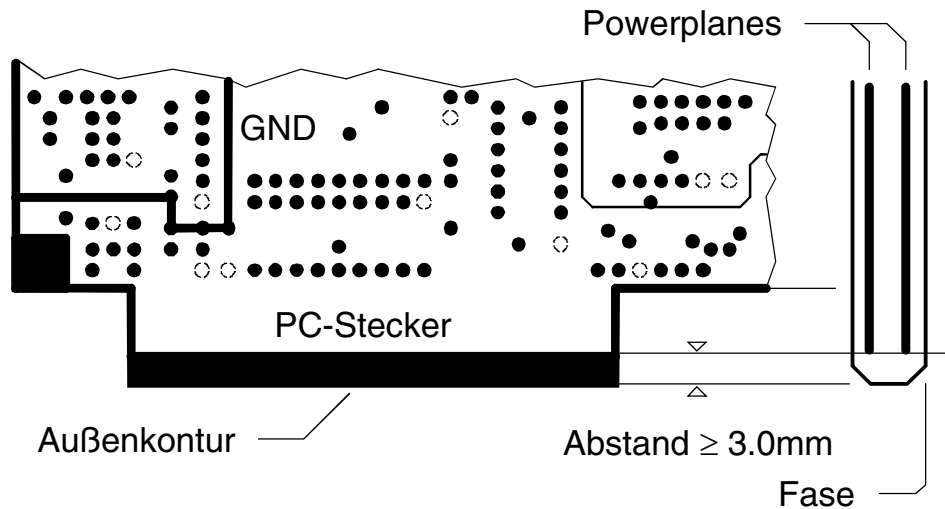 Powerplanes
GND
PC-Stecker
Außenkontur
Abstand ≥ 3.0mm
Fase